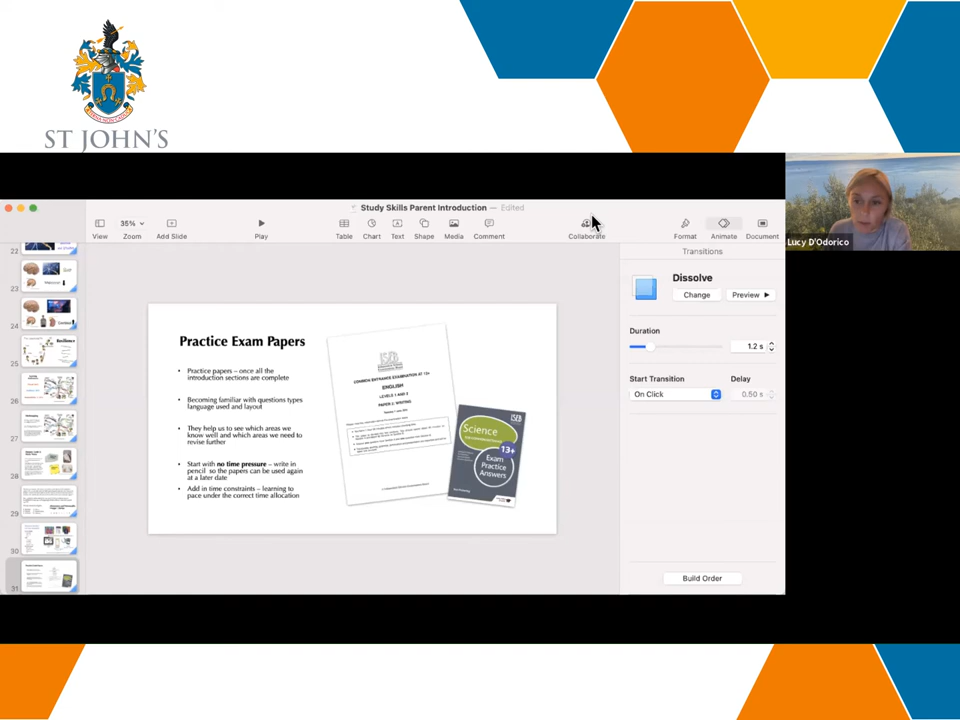 ST JOHN'S
Study Skills Parent Introduction — Edited
35%
View
Zoom
Add Slide
Play
Table
Chart
Text
Shape
Media
Comment
Collaborate
Format
Animate
Document
Lucy D'Odorico
22
23
24
25
26
27
28
29
30
31
Practice Exam Papers
• Practice papers – once all the
introduction sections are complete
• Becoming familiar with questions types
language used and layout
• They help us to see which areas we
know well and which areas we need to
revise further
• Start with no time pressure – write in
pencil so the papers can be used again
at a later date
• Add in time constraints – learning to
pace under the correct time allocation
ISEB
COMMON ENTRANCE EXAMINATION AT 13+
ENGLISH
LEVELS 1 AND 2
PAPER 2: WRITING
ISEB
Science
13+
Exam
Practice
Answers
Transitions
Dissolve
Change
Preview
Duration
1.2 s
Start Transition
Delay
On Click
0.50 s
Build Order